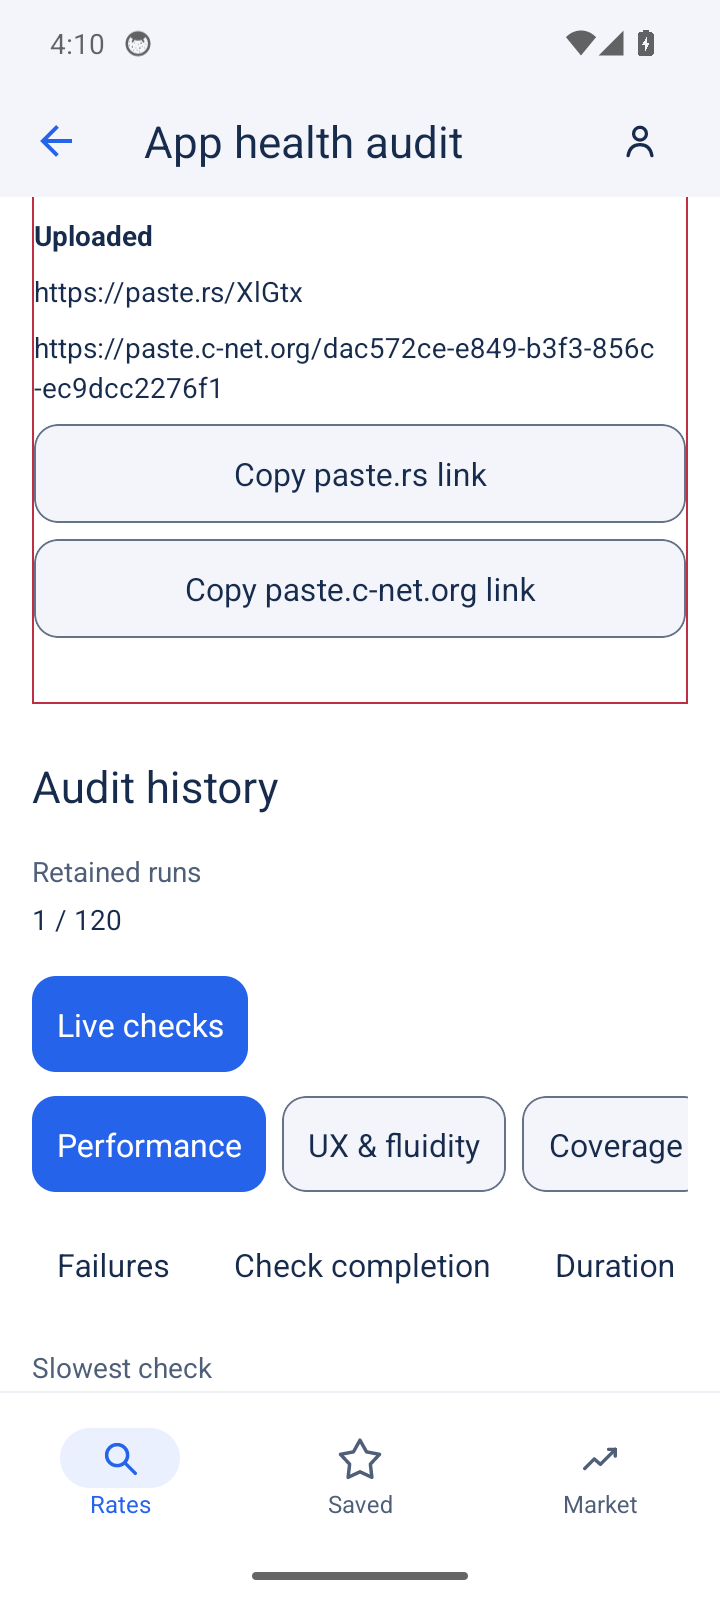 4:10
App health audit
Uploaded
https://paste.rs/XlGtx
https://paste.c-net.org/dac572ce-e849-b3f3-856c
-ec9dcc2276f1
Copy paste.rs link
Copy paste.c-net.org link
Audit history
Retained runs
1 / 120
Live checks
Performance UX & fluidity Coverage
Failures Check completion Duration
Slowest check
Rates Saved Market